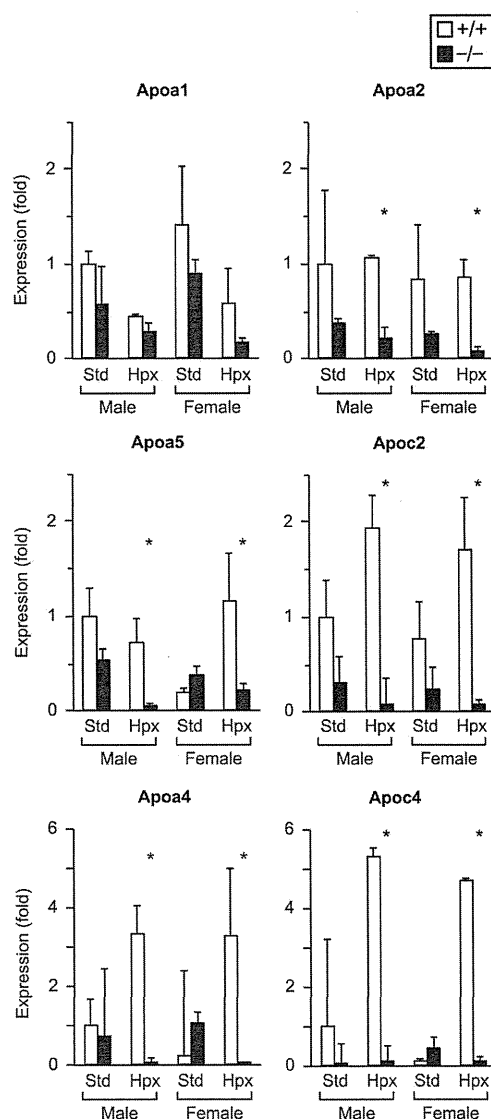 +/+
−/−
Apoa1
Apoa2
Expression (fold)
2
1
0
2
1
0
*
*
Std Hpx Std Hpx
Male Female
Std Hpx Std Hpx
Male Female
Apoa5
Apoc2
Expression (fold)
2
1
0
*
*
2
1
0
*
*
Std Hpx Std Hpx
Male Female
Std Hpx Std Hpx
Male Female
Apoa4
Apoc4
Expression (fold)
6
4
2
0
*
*
6
4
2
0
*
*
Std Hpx Std Hpx
Male Female
Std Hpx Std Hpx
Male Female